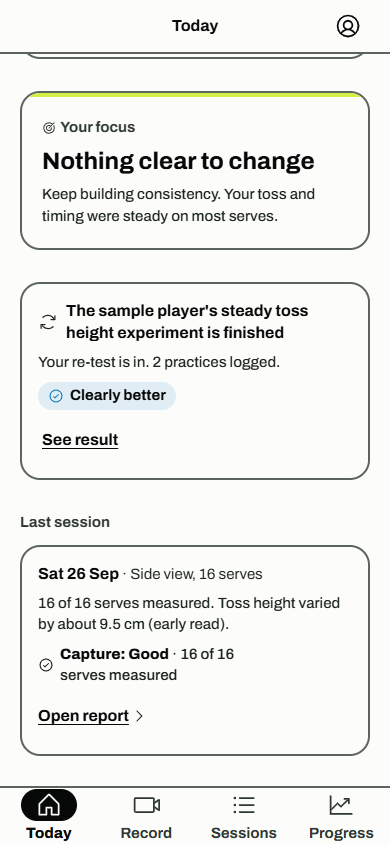 Today
Your focus
Nothing clear to change
Keep building consistency. Your toss and
timing were steady on most serves.
The sample player's steady toss
height experiment is finished
Your re-test is in. 2 practices logged.
Clearly better
See result
Last session
Sat 26 Sep · Side view, 16 serves
16 of 16 serves measured. Toss height varied
by about 9.5 cm (early read).
Capture: Good · 16 of 16
serves measured
Open report
Today
Record
Sessions
Progress